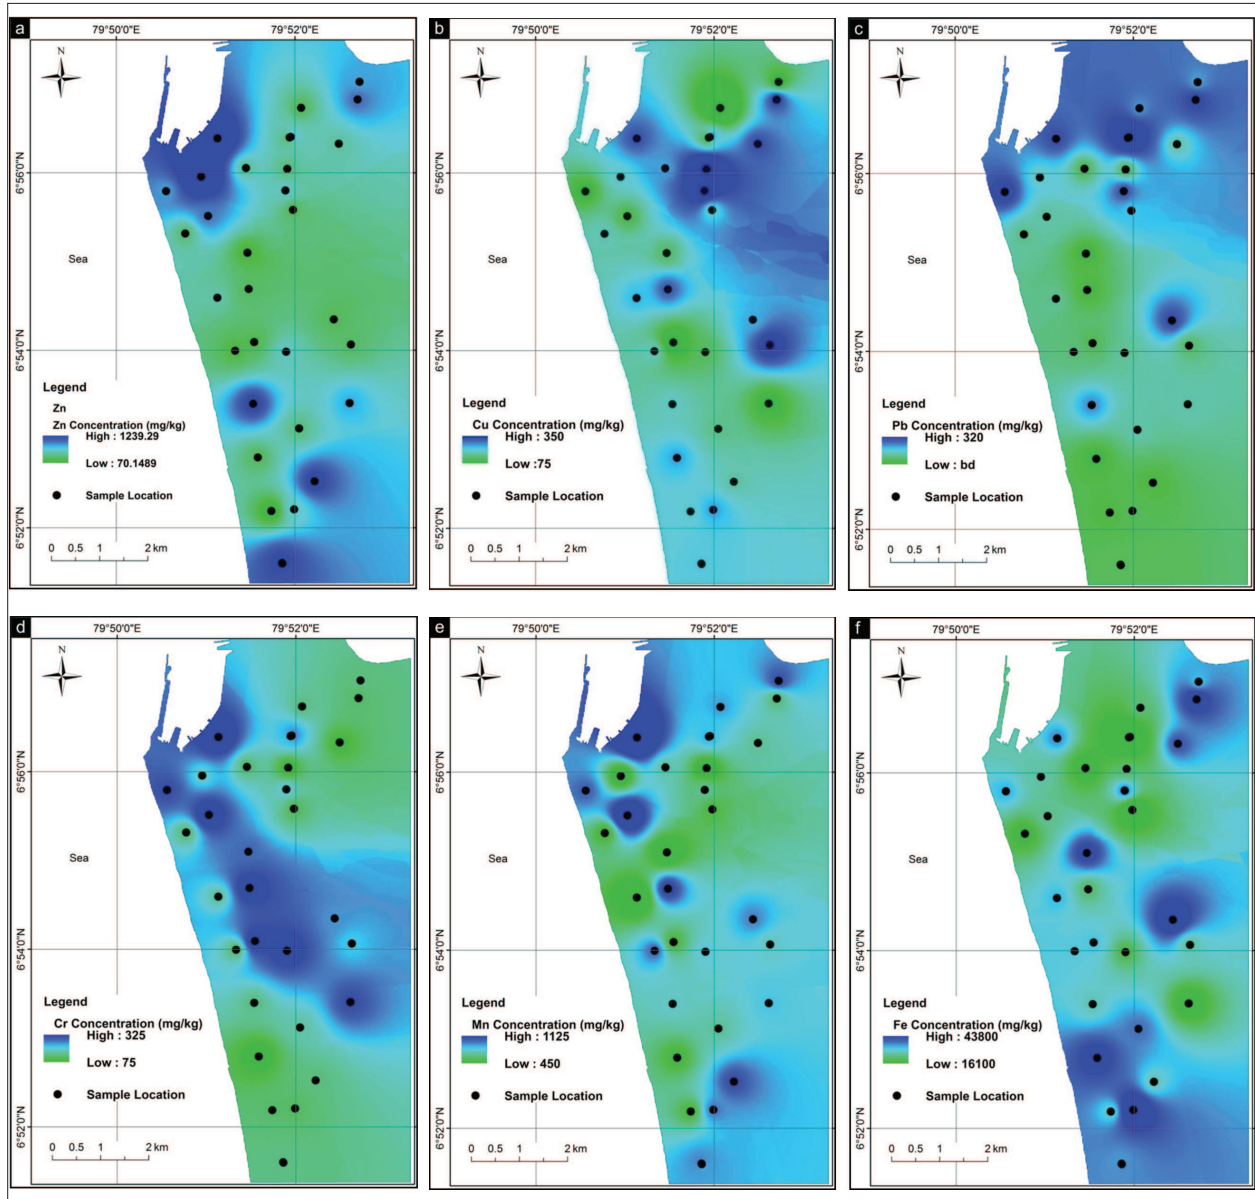 a
79°50'0"E 79°52'0"E
N
6°56'0"N
Sea
6°54'0"N
Legend
Zn
Zn Concentration (mg/kg)
High : 1239.29
Low : 70.1489
Sample Location
6°52'0"N
0 0.5 1 2 km
b
79°50'0"E 79°52'0"E
N
6°56'0"N
Sea
6°54'0"N
Legend
Cu Concentration (mg/kg)
High : 350
Low : 75
Sample Location
6°52'0"N
0 0.5 1 2 km
c
79°50'0"E 79°52'0"E
N
6°56'0"N
Sea
6°54'0"N
Legend
Pb Concentration (mg/kg)
High : 320
Low : bd
Sample Location
6°52'0"N
0 0.5 1 2 km
d
79°50'0"E 79°52'0"E
N
6°56'0"N
Sea
6°54'0"N
Legend
Cr Concentration (mg/kg)
High : 325
Low : 75
Sample Location
6°52'0"N
0 0.5 1 2 km
e
79°50'0"E 79°52'0"E
N
6°56'0"N
Sea
6°54'0"N
Legend
Mn Concentration (mg/kg)
High : 1125
Low : 450
Sample Location
6°52'0"N
0 0.5 1 2 km
f
79°50'0"E 79°52'0"E
N
6°56'0"N
Sea
6°54'0"N
Legend
Fe Concentration (mg/kg)
High : 43800
Low : 16100
Sample Location
6°52'0"N
0 0.5 1 2 km